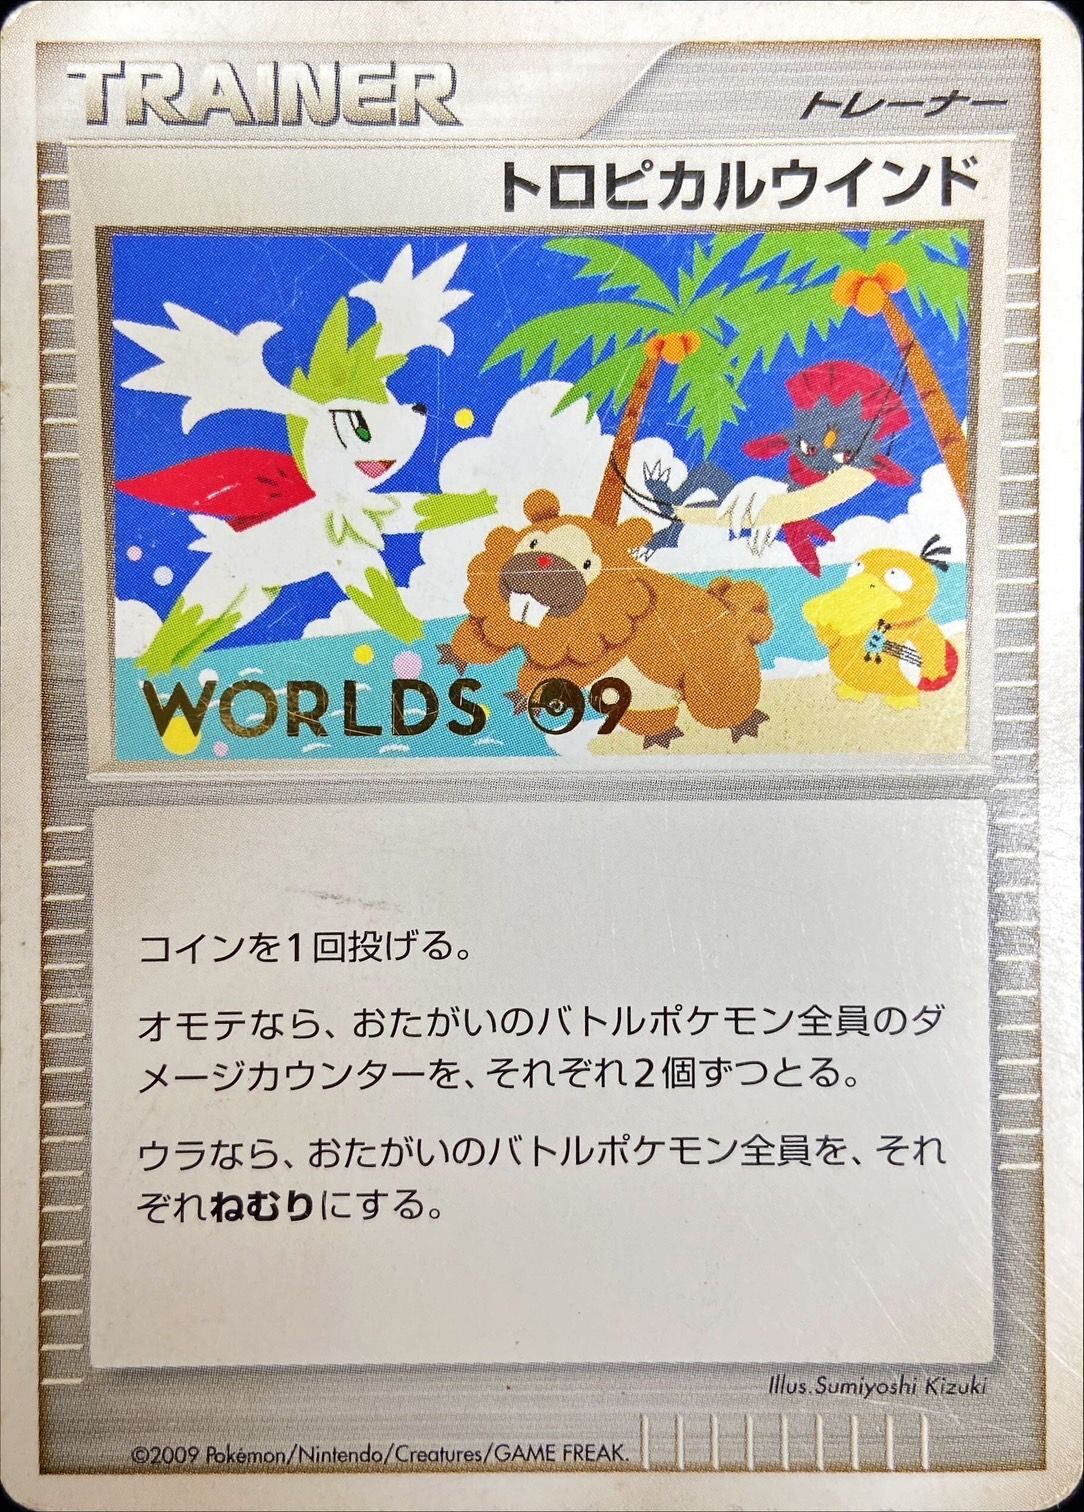 TRAINER
トレーナー
トロピカルウインド
WORLDS 09
コインを1回投げる。
オモテなら、おたがいのバトルポケモン全員のダ
メージカウンターを、それぞれ2個ずつとる。
ウラなら、おたがいのバトルポケモン全員を、それ
ぞれねむりにする。
Illus.Sumiyoshi Kizuki
©2009 Pokémon/Nintendo/Creatures/GAME FREAK.